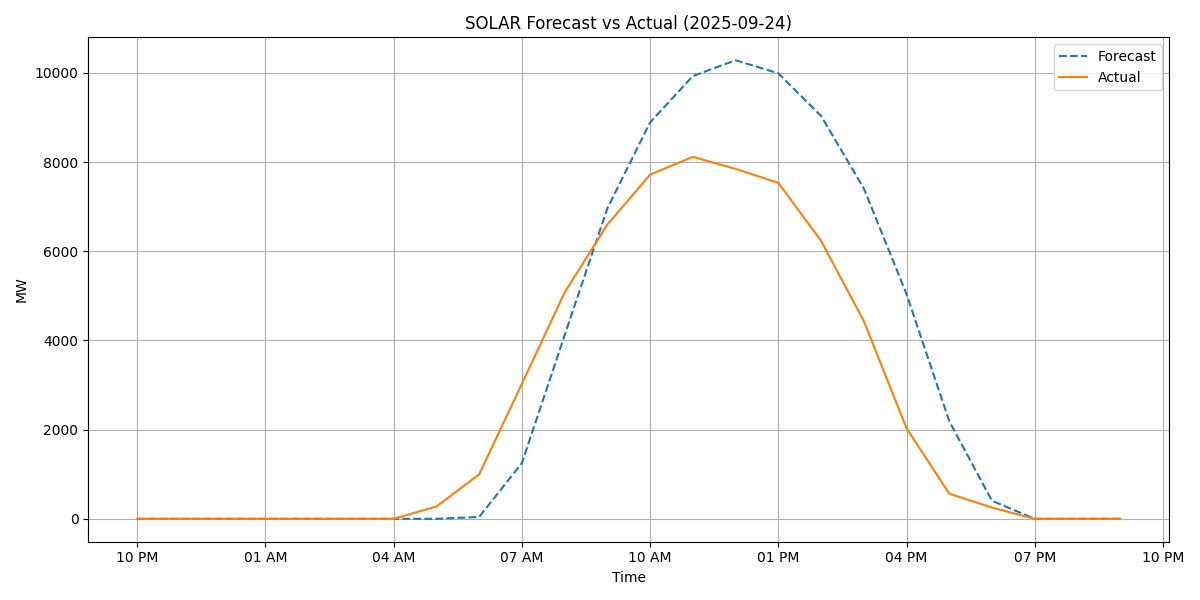 SOLAR Forecast vs Actual (2025-09-24)
Forecast
Actual
10000
8000
6000
4000
2000
0
MW
10 PM 01 AM 04 AM 07 AM 10 AM 01 PM 04 PM 07 PM 10 PM
Time